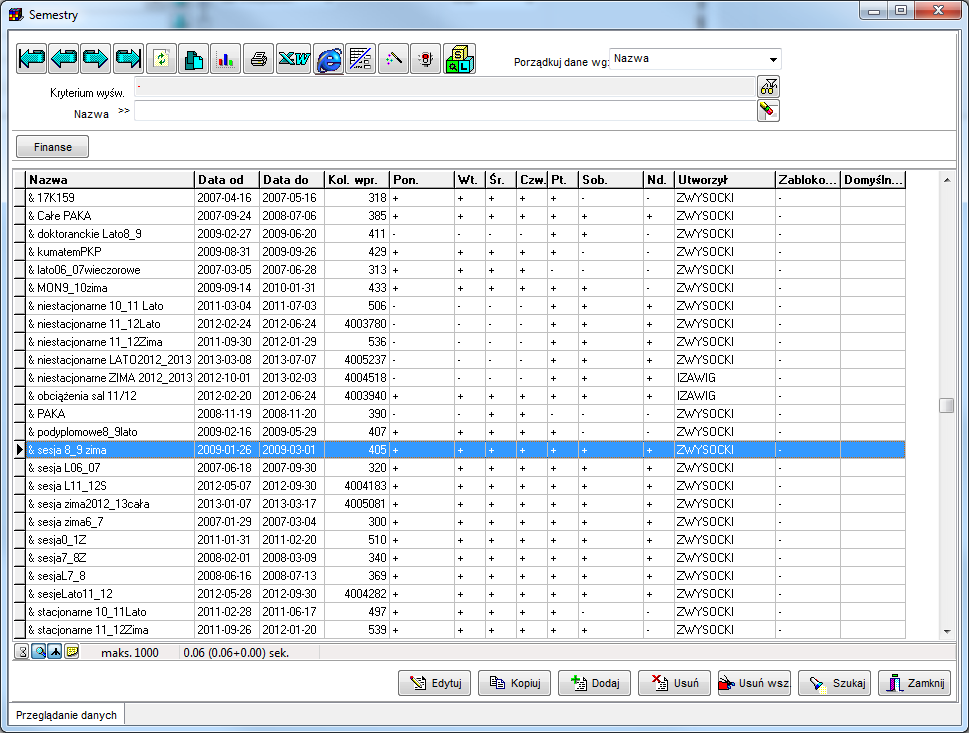 Semestry
Porządkuj dane wg: Nazwa
Kryterium wyśw. -
Nazwa >>
Finanse
Nazwa Data od Data do Kol. wpr. Pon. Wt. Śr. Czw. Pt. Sob. Nd. Utworzył Zabloko... Domyśln...
& 17K159 2007-04-16 2007-05-16 318 + + + + + - - ZWYSOCKI -
& Całe PAKA 2007-09-24 2008-07-06 385 + + + + + + + ZWYSOCKI -
& doktoranckie Lato8_9 2009-02-27 2009-06-20 411 - - - - + + - ZWYSOCKI -
& kumatemPKP 2009-08-31 2009-09-26 429 + + + + + - - ZWYSOCKI -
& lato06_07wieczorowe 2007-03-05 2007-06-28 313 + + + + - - - ZWYSOCKI -
& MON9_10zima 2009-09-14 2010-01-31 433 + + + + + + - ZWYSOCKI -
& niestacjonarne 10_11 Lato 2011-03-04 2011-07-03 506 - - - - + + + ZWYSOCKI -
& niestacjonarne 11_12Lato 2012-02-24 2012-06-24 4003780 - - - - + + + ZWYSOCKI -
& niestacjonarne 11_12Zima 2011-09-30 2012-01-29 536 - - - - + + + ZWYSOCKI -
& niestacjonarne LATO2012_2013 2013-03-08 2013-07-07 4005237 - - - - + + + ZWYSOCKI -
& niestacjonarne ZIMA 2012_2013 2012-10-01 2013-02-03 4004518 - - - - + + + IZAWIG -
& obciążenia sal 11/12 2012-02-20 2012-06-24 4003940 + + + + + + + IZAWIG -
& PAKA 2008-11-19 2008-11-20 390 - - + + - - - ZWYSOCKI -
& podyplomowe8_9lato 2009-02-16 2009-05-29 407 + + + + + - - ZWYSOCKI -
& sesja 8_9 zima 2009-01-26 2009-03-01 405 + + + + + + + ZWYSOCKI -
& sesja L06_07 2007-06-18 2007-09-30 320 + + + + + + + ZWYSOCKI -
& sesja L11_12S 2012-05-07 2012-09-30 4004183 + + + + + + + ZWYSOCKI -
& sesja zima2012_13cała 2013-01-07 2013-03-17 4005081 + + + + + + + ZWYSOCKI -
& sesja zima6_7 2007-01-29 2007-03-04 300 + + + + + + + ZWYSOCKI -
& sesja0_1Z 2011-01-31 2011-02-20 510 + + + + + + + ZWYSOCKI -
& sesja7_8Z 2008-02-01 2008-03-09 340 + + + + + + + ZWYSOCKI -
& sesjaL7_8 2008-06-16 2008-07-13 369 + + + + + + + ZWYSOCKI -
& sesjeLato11_12 2012-05-28 2012-09-30 4004282 + + + + + + + ZWYSOCKI -
& stacjonarne 10_11Lato 2011-02-28 2011-06-17 497 + + + + + - - ZWYSOCKI -
& stacjonarne 11_12Zima 2011-09-26 2012-01-20 539 + + + + + + - ZWYSOCKI -
maks. 1000 0.06 (0.06+0.00) sek.
Edytuj Kopiuj Dodaj Usuń Usuń wsz Szukaj Zamknij
Przeglądanie danych